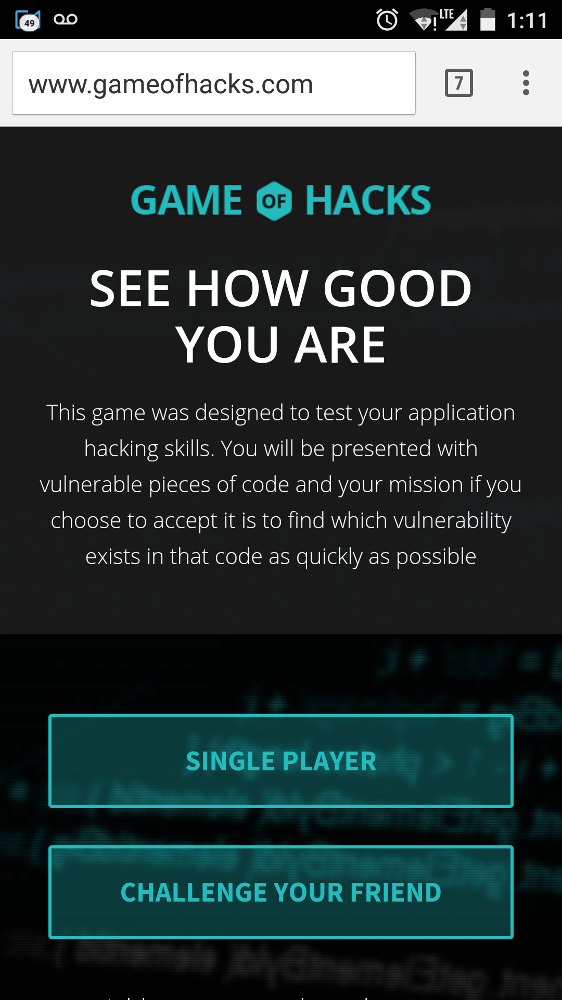 49
LTE
1:11
www.gameofhacks.com
7
GAME OF HACKS
SEE HOW GOOD
YOU ARE
This game was designed to test your application
hacking skills. You will be presented with
vulnerable pieces of code and your mission if you
choose to accept it is to find which vulnerability
exists in that code as quickly as possible
SINGLE PLAYER
CHALLENGE YOUR FRIEND